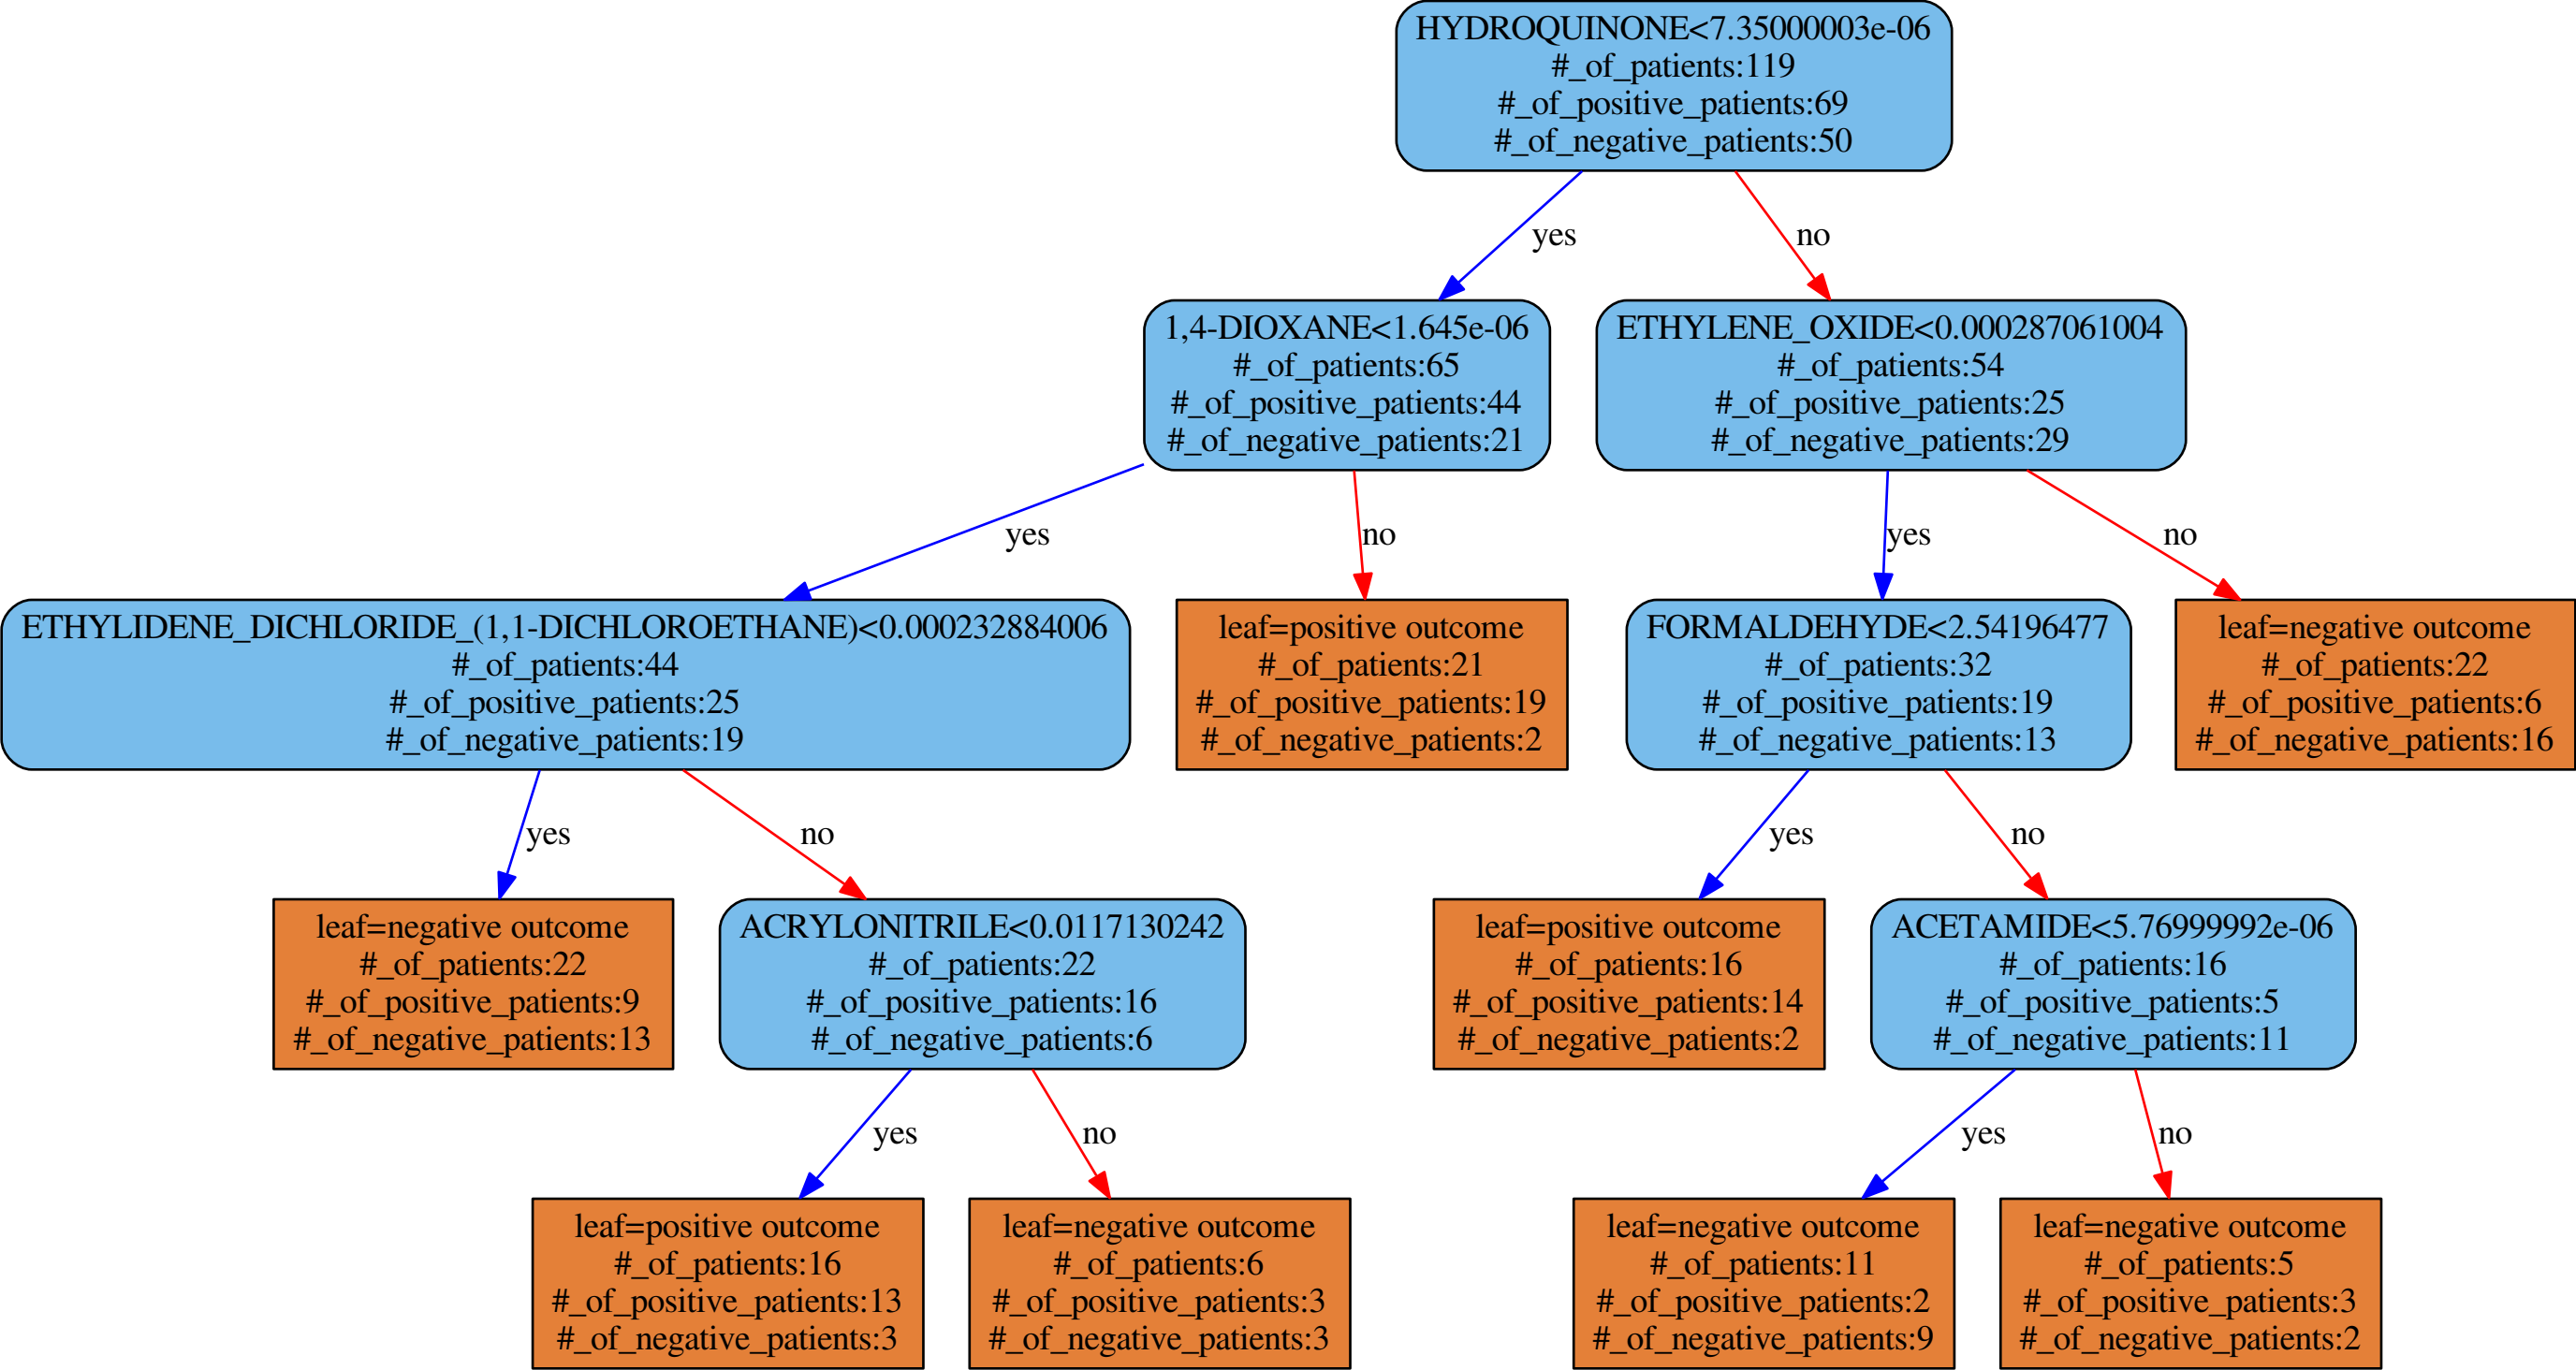 HYDROQUINONE<7.35000003e-06
#_of_patients:119
#_of_positive_patients:69
#_of_negative_patients:50
yes
no
1,4-DIOXANE<1.645e-06
#_of_patients:65
#_of_positive_patients:44
#_of_negative_patients:21
ETHYLENE_OXIDE<0.000287061004
#_of_patients:54
#_of_positive_patients:25
#_of_negative_patients:29
yes
no
yes
no
ETHYLIDENE_DICHLORIDE_(1,1-DICHLOROETHANE)<0.000232884006
#_of_patients:44
#_of_positive_patients:25
#_of_negative_patients:19
leaf=positive outcome
#_of_patients:21
#_of_positive_patients:19
#_of_negative_patients:2
FORMALDEHYDE<2.54196477
#_of_patients:32
#_of_positive_patients:19
#_of_negative_patients:13
leaf=negative outcome
#_of_patients:22
#_of_positive_patients:6
#_of_negative_patients:16
yes
no
yes
no
leaf=negative outcome
#_of_patients:22
#_of_positive_patients:9
#_of_negative_patients:13
ACRYLONITRILE<0.0117130242
#_of_patients:22
#_of_positive_patients:16
#_of_negative_patients:6
leaf=positive outcome
#_of_patients:16
#_of_positive_patients:14
#_of_negative_patients:2
ACETAMIDE<5.76999992e-06
#_of_patients:16
#_of_positive_patients:5
#_of_negative_patients:11
yes
no
yes
no
leaf=positive outcome
#_of_patients:16
#_of_positive_patients:13
#_of_negative_patients:3
leaf=negative outcome
#_of_patients:6
#_of_positive_patients:3
#_of_negative_patients:3
leaf=negative outcome
#_of_patients:11
#_of_positive_patients:2
#_of_negative_patients:9
leaf=negative outcome
#_of_patients:5
#_of_positive_patients:3
#_of_negative_patients:2